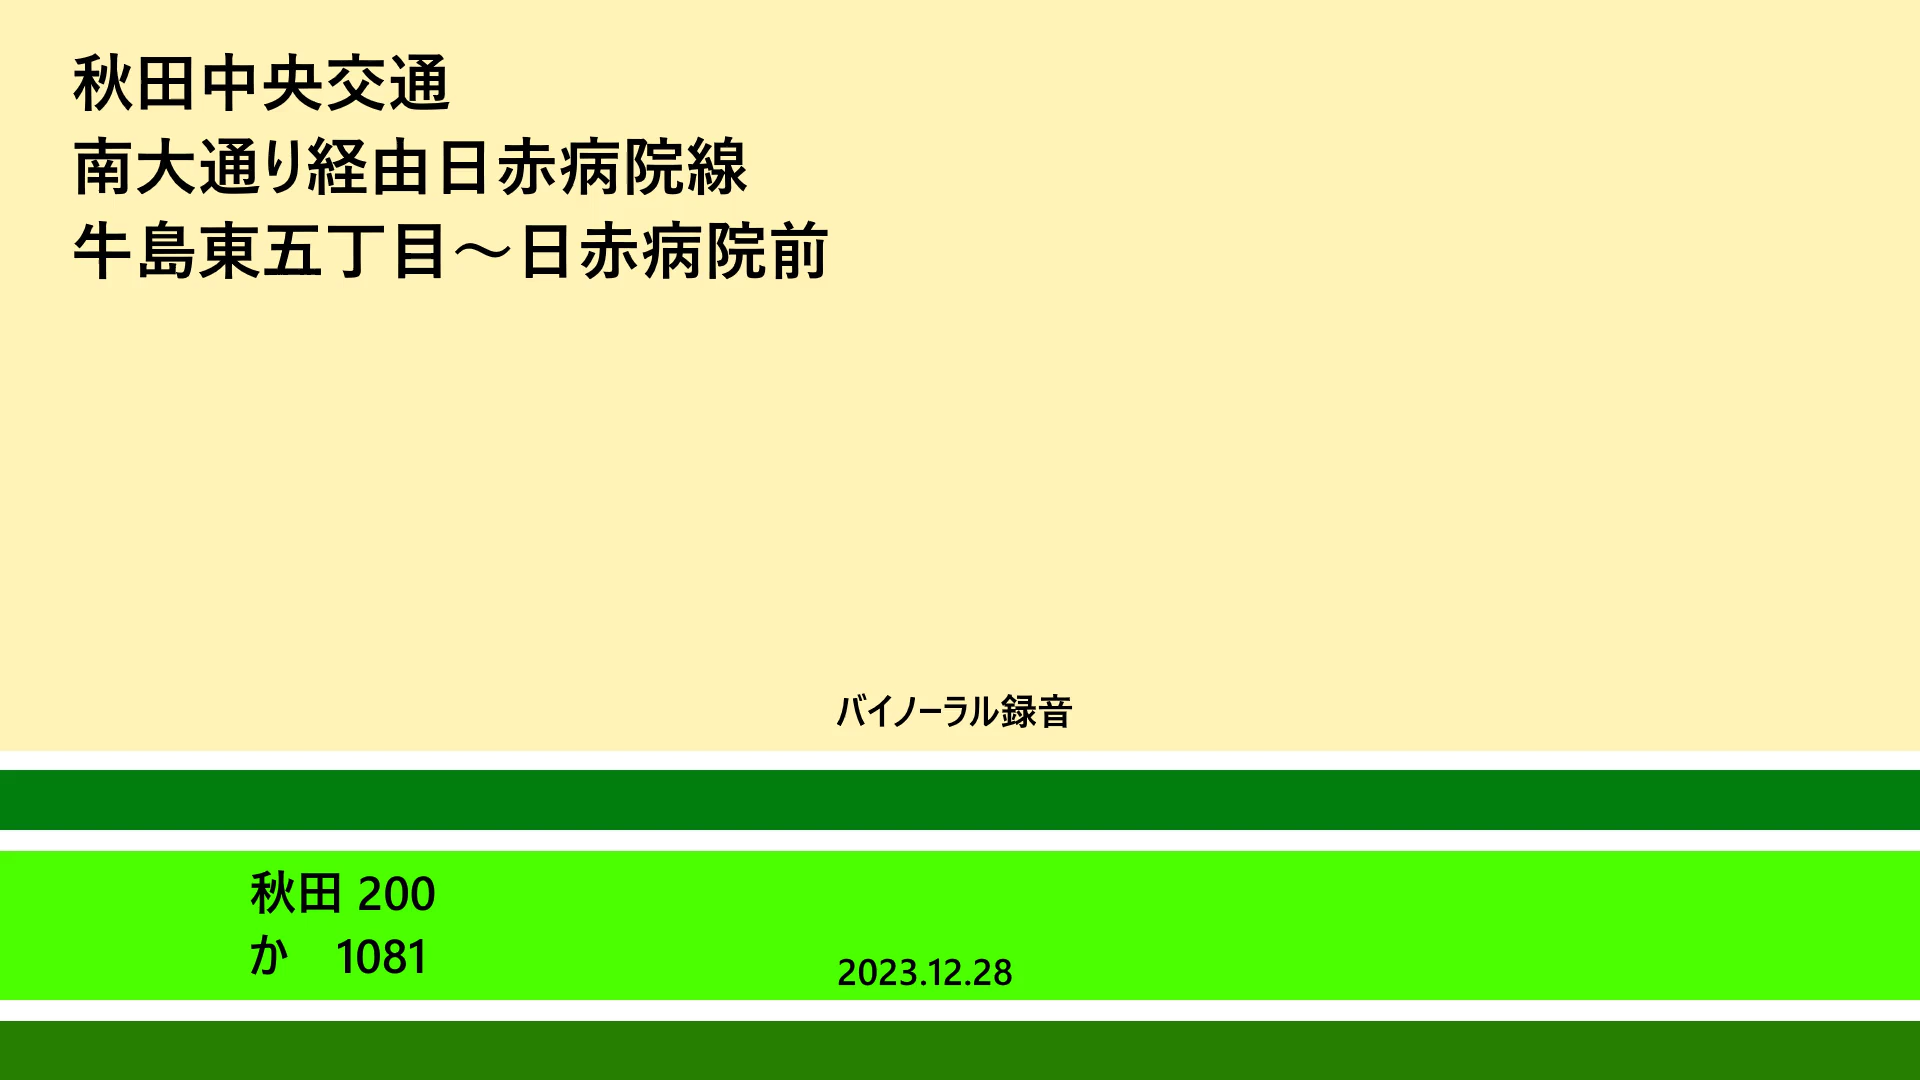 秋田中央交通
南大通り経由日赤病院線
牛島東五丁目～日赤病院前
バイノーラル録音
秋田 200
か　1081
2023.12.28